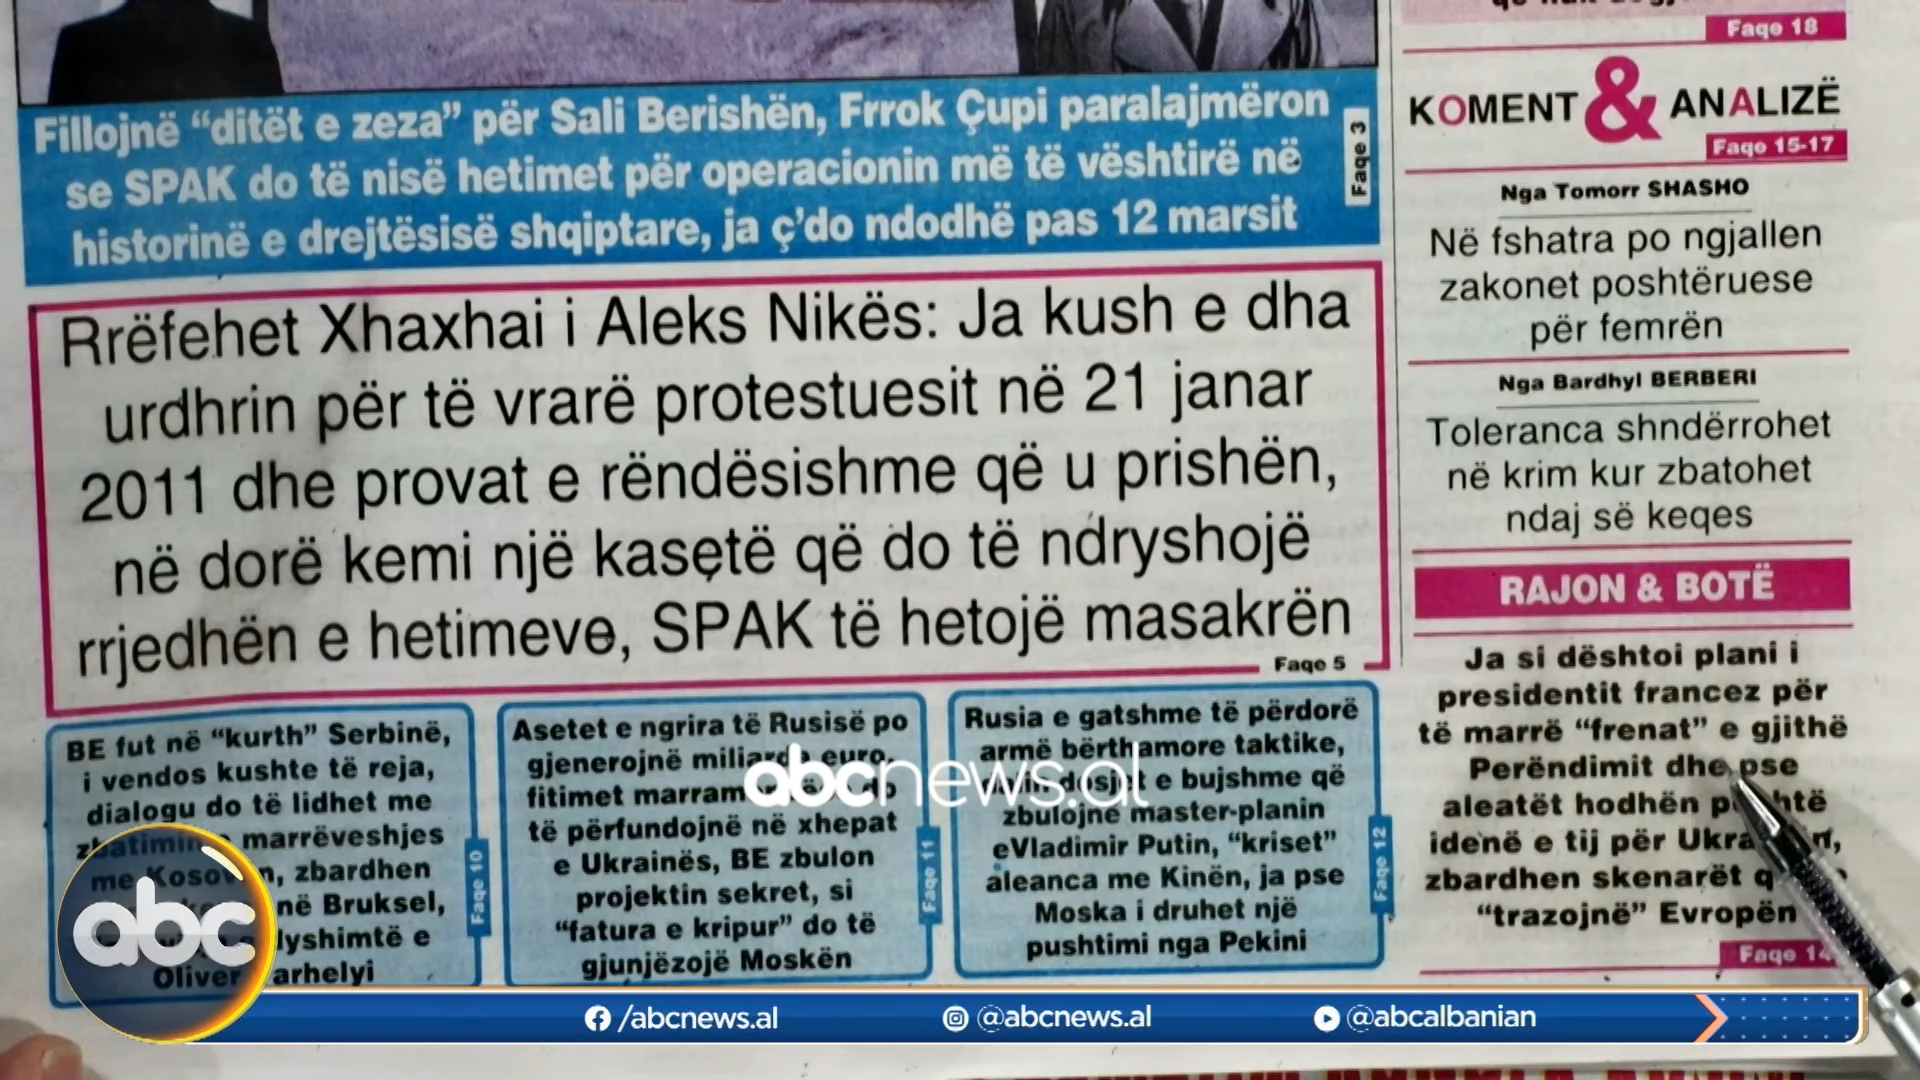 Faqe 18
Fillojnë “ditët e zeza” për Sali Berishën, Frrok Çupi paralajmëron
se SPAK do të nisë hetimet për operacionin më të vështirë në
historinë e drejtësisë shqiptare, ja ç’do ndodhë pas 12 marsit
Faqe 3
Rrëfehet Xhaxhai i Aleks Nikës: Ja kush e dha
urdhrin për të vrarë protestuesit në 21 janar
2011 dhe provat e rëndësishme që u prishën,
në dorë kemi një kasetë që do të ndryshojë
rrjedhën e hetimeve, SPAK të hetojë masakrën
Faqe 5
BE fut në “kurth” Serbinë,
i vendos kushte të reja,
dialogu do të lidhet me
marrëveshjes
me zbardhen
në Bruksel,
e
Oliver
Faqe 10
Asetet e ngrira të Rusisë po
gjenerojnë miliarda euro,
fitimet
të përfundojnë në xhepat
e Ukrainës, BE zbulon
projektin sekret, si
“fatura e kripur” do të
gjunjëzojë Moskën
Faqe 11
Rusia e gatshme të përdorë
armë bërthamore taktike,
e bujshme që
zbulojnë master-planin
eVladimir Putin, “kriset”
aleanca me Kinën, ja pse
Moska i druhet një
pushtimi nga Pekini
Faqe 12
KOMENT & ANALIZË
Faqe 15-17
Nga Tomorr SHASHO
Në fshatra po ngjallen
zakonet poshtëruese
për femrën
Nga Bardhyl BERBERI
Toleranca shndërrohet
në krim kur zbatohet
ndaj së keqes
RAJON & BOTË
Ja si dështoi plani i
presidentit francez për
të marrë “frenat” e gjithë
Perëndimit dhe pse
aleatët hodhën
idenë e tij për
zbardhen skenarët
“trazojnë” Evropën
Faqe 14
abcnews.al
abc
/abcnews.al
@abcnews.al
@abcalbanian